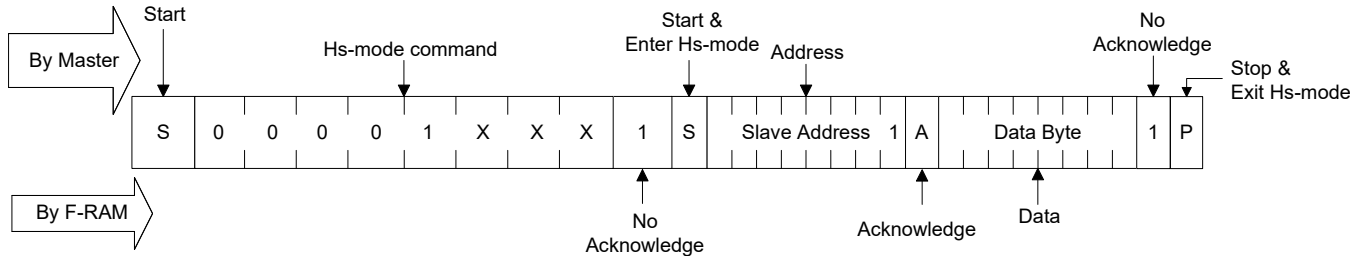 Start
Start &
Enter Hs-mode
No
Acknowledge
By Master
Hs-mode command
Address
Stop &
Exit Hs-mode
S 0 0 0 0 1 X X X 1 S Slave Address 1 A Data Byte 1 P
By F-RAM
No
Acknowledge
Acknowledge
Data